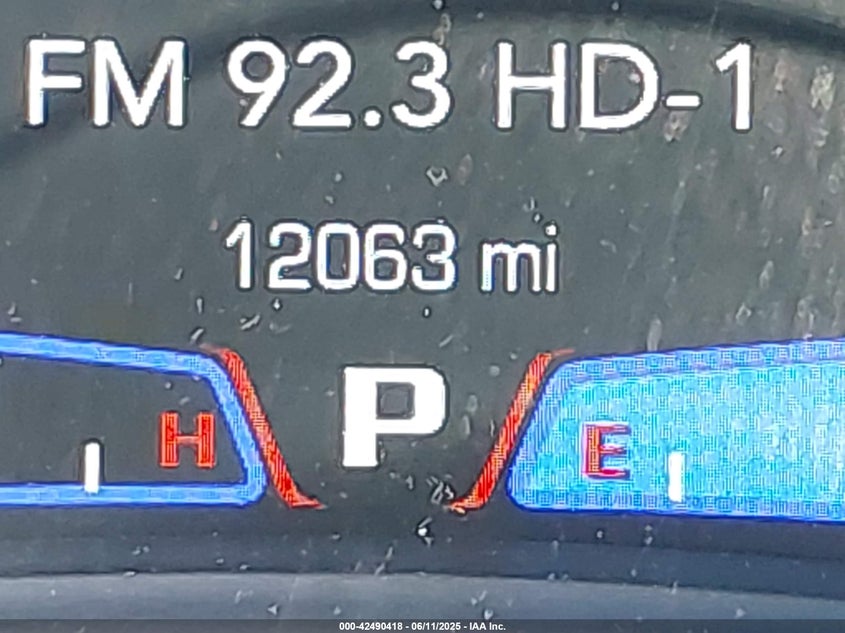 FM 92.3 HD-1
12063 mi
P
H
E
000-42490418 - 06/11/2025 - IAA Inc.